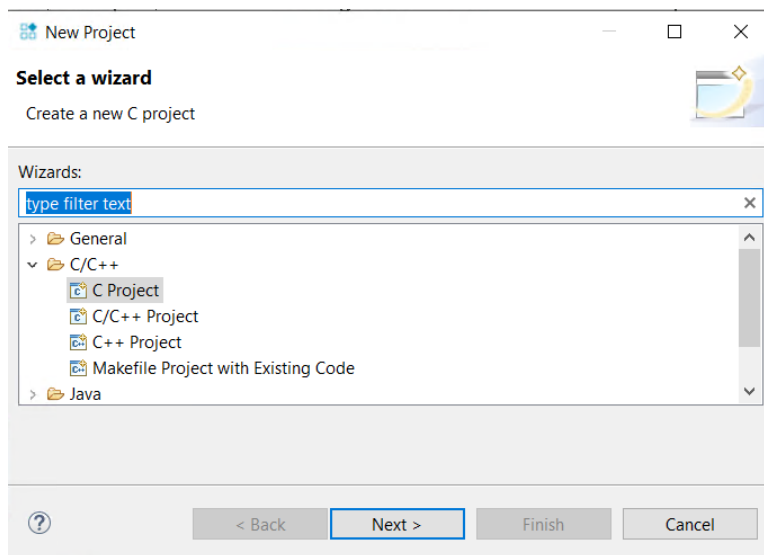 New Project
Select a wizard
Create a new C project
Wizards:
type filter text
General
C/C++
C Project
C/C++ Project
C++ Project
Makefile Project with Existing Code
Java
? < Back Next > Finish Cancel